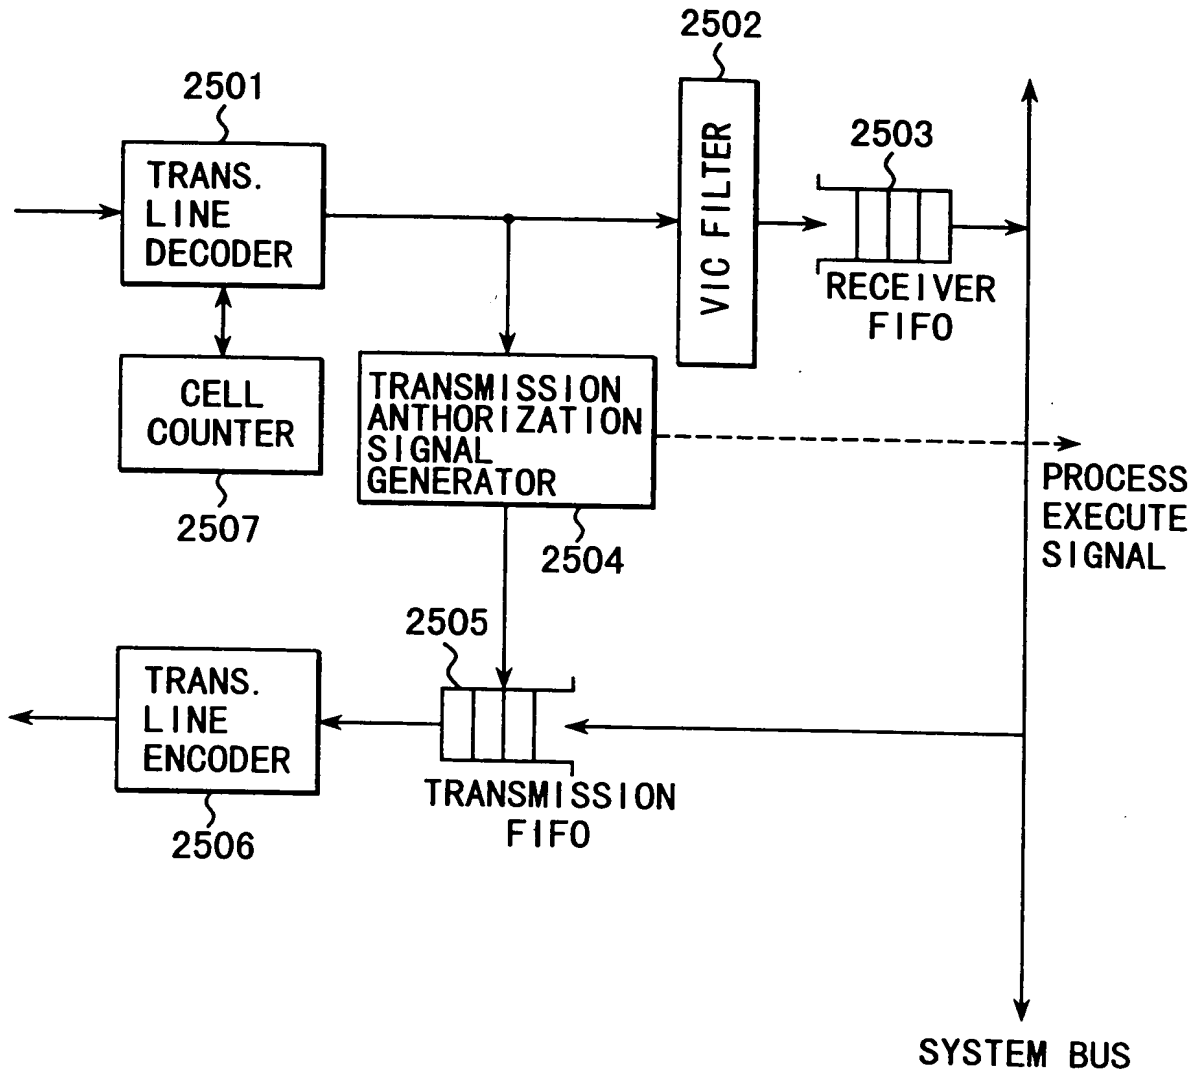 2502
2501
2503
TRANS.
LINE
DECODER
VIC FILTER
RECEIVER
FIFO
CELL
COUNTER
TRANSMISSION
ANTHORIZATION
SIGNAL
GENERATOR
PROCESS
EXECUTE
SIGNAL
2507
2504
2505
TRANS.
LINE
ENCODER
TRANSMISSION
FIFO
2506
SYSTEM BUS